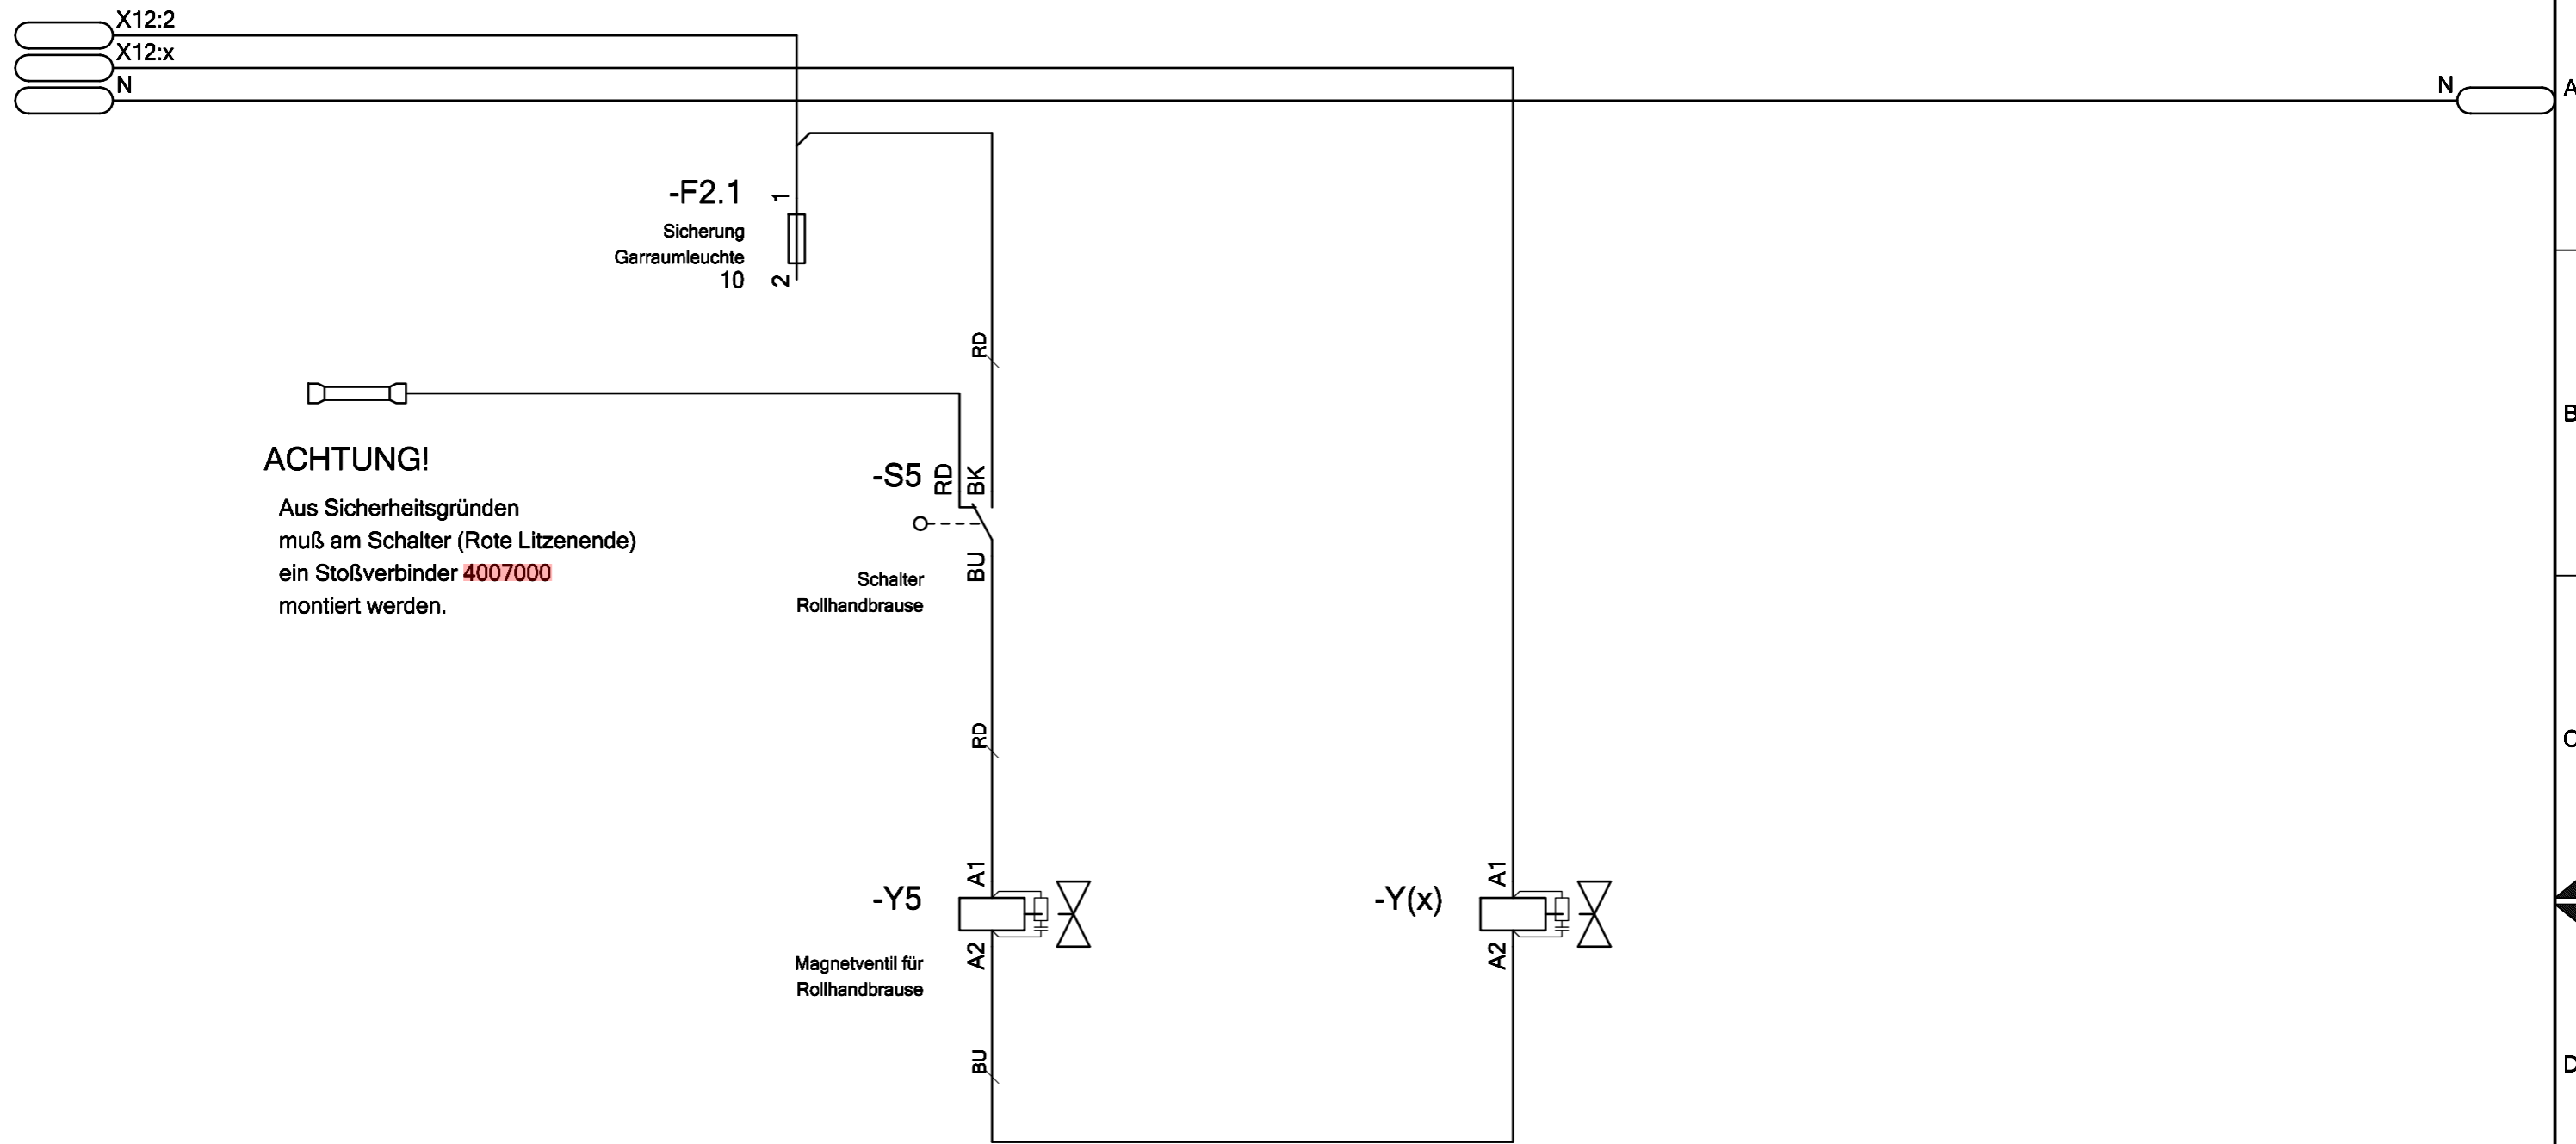 X12:2
X12:x
N
N
A
-F2.1
1
Sicherung
Garraumleuchte
10
2
RD
B
ACHTUNG!
-S5
RD
BK
Aus Sicherheitsgründen
muß am Schalter (Rote Litzenende)
ein Stoßverbinder 4007000
montiert werden.
BU
Schalter
Rollhandbrause
RD
C
-Y5
A1
A2
Magnetventil für
Rollhandbrause
-Y(x)
A1
A2
BU
D